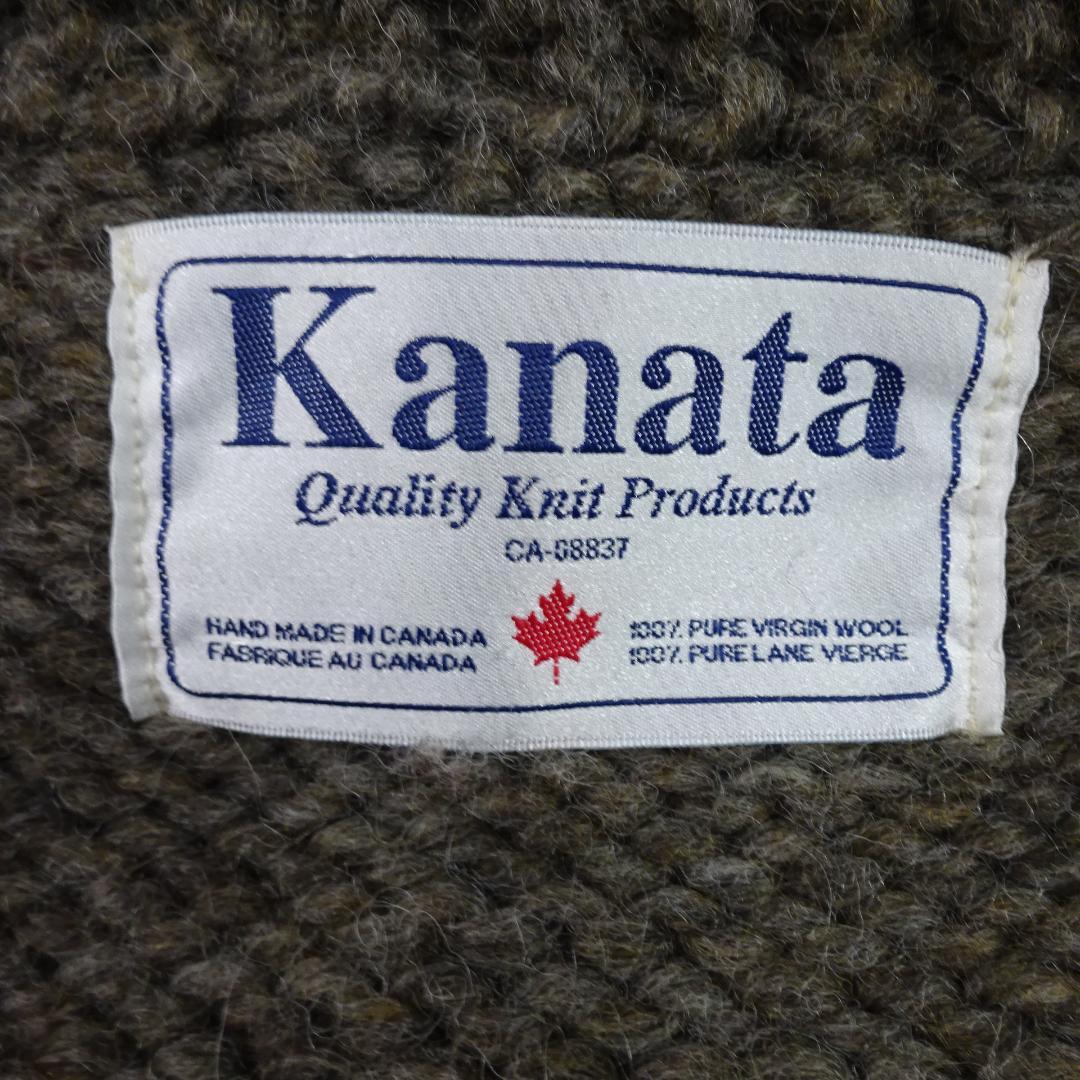 Kanata
Quality Knit Products
CA-08837
HAND MADE IN CANADA
FABRIQUE AU CANADA
100% PURE VIRGIN WOOL
100% PURE LANE VIERGE